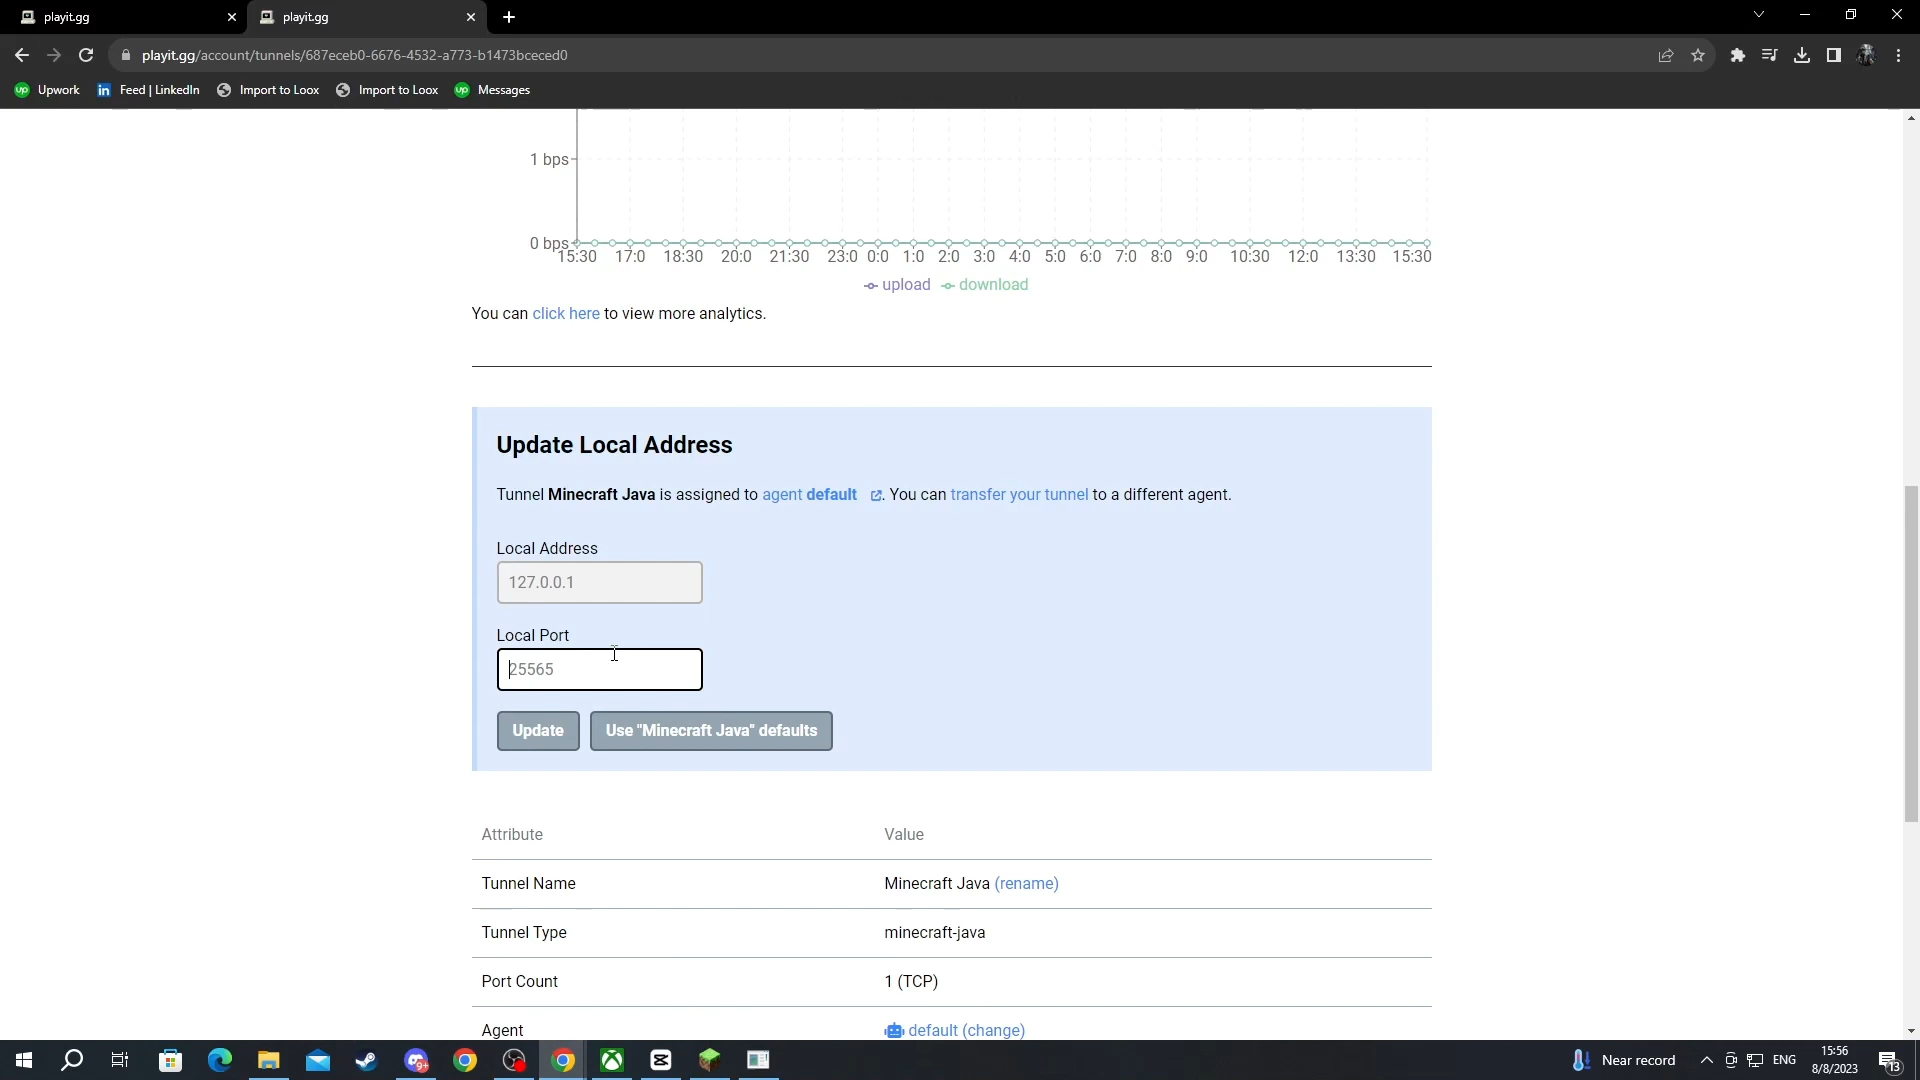 playit.gg
playit.gg
playit.gg/account/tunnels/687eceb0-6676-4532-a773-b1473bceced0
Upwork
Feed | LinkedIn
Import to Loox
Import to Loox
Messages
1 bps
0 bps
15:30 17:0 18:30 20:0 21:30 23:0 0:00 1:0 2:0 3:0 4:0 5:0 6:0 7:0 8:0 9:0 10:30 12:0 13:30 15:30
upload download
You can click here to view more analytics.
Update Local Address
Tunnel Minecraft Java is assigned to agent default . You can transfer your tunnel to a different agent.
Local Address
127.0.0.1
Local Port
25565
Update
Use "Minecraft Java" defaults
Attribute Value
Tunnel Name Minecraft Java (rename)
Tunnel Type minecraft-java
Port Count 1 (TCP)
Agent default (change)
Near record
ENG
15:56
8/8/2023
13
9+